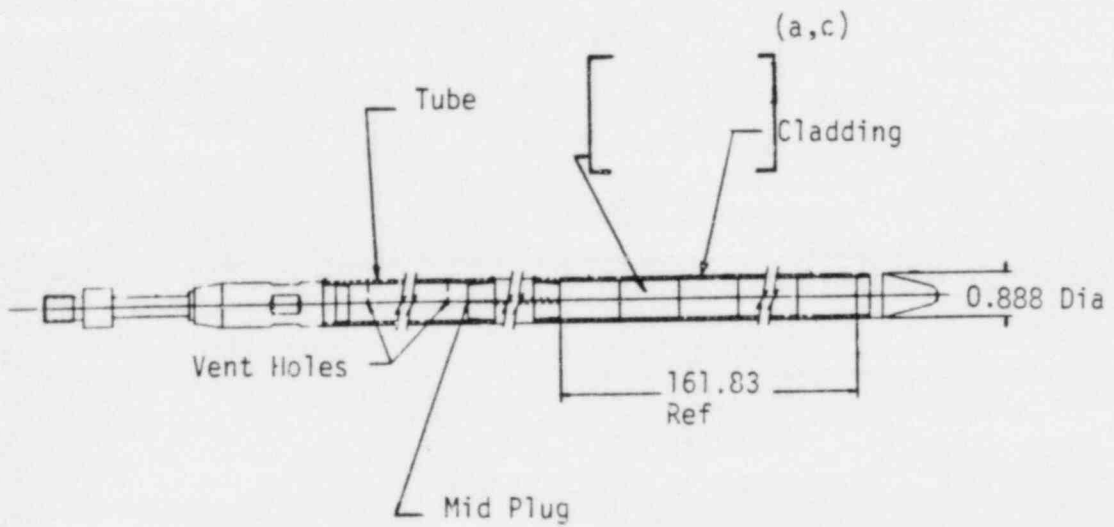 (a,c)
Tube
Cladding
0.888 Dia
Vent Holes
161.83
Ref
Mid Plug